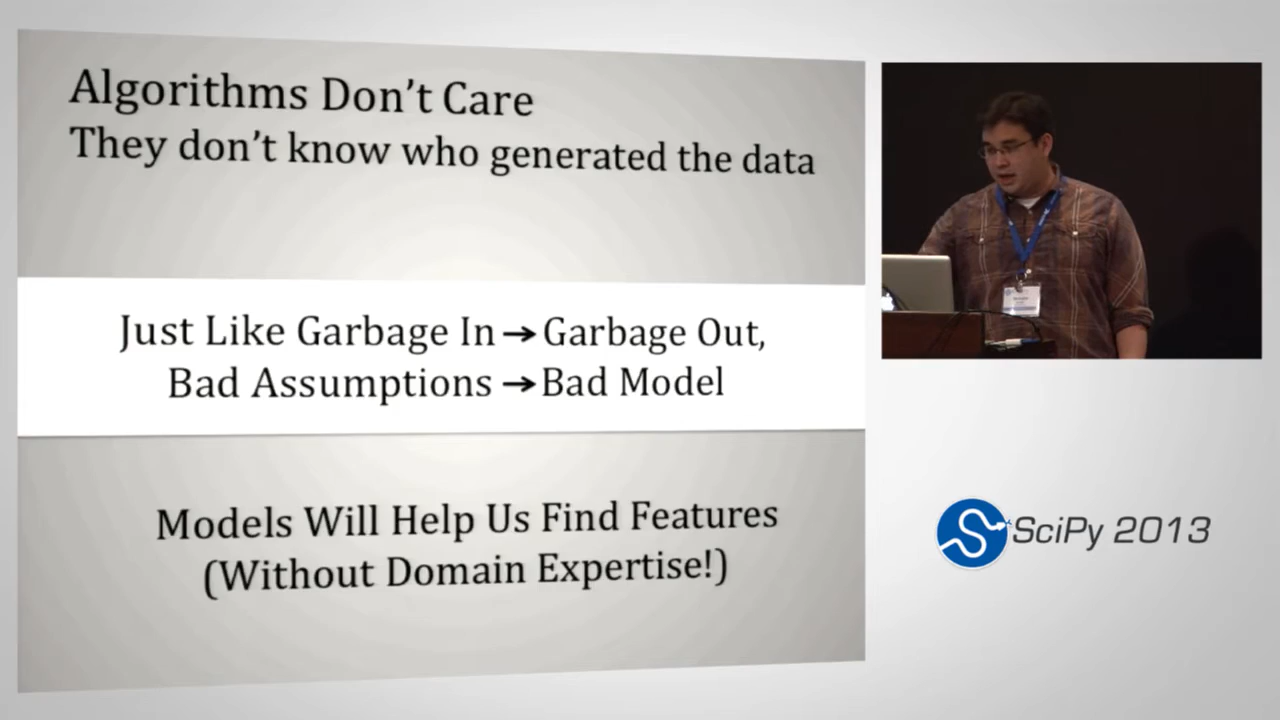 Algorithms Don't Care
They don't know who generated the data
Just Like Garbage In → Garbage Out,
Bad Assumptions → Bad Model
Models Will Help Us Find Features
(Without Domain Expertise!)
SciPy 2013